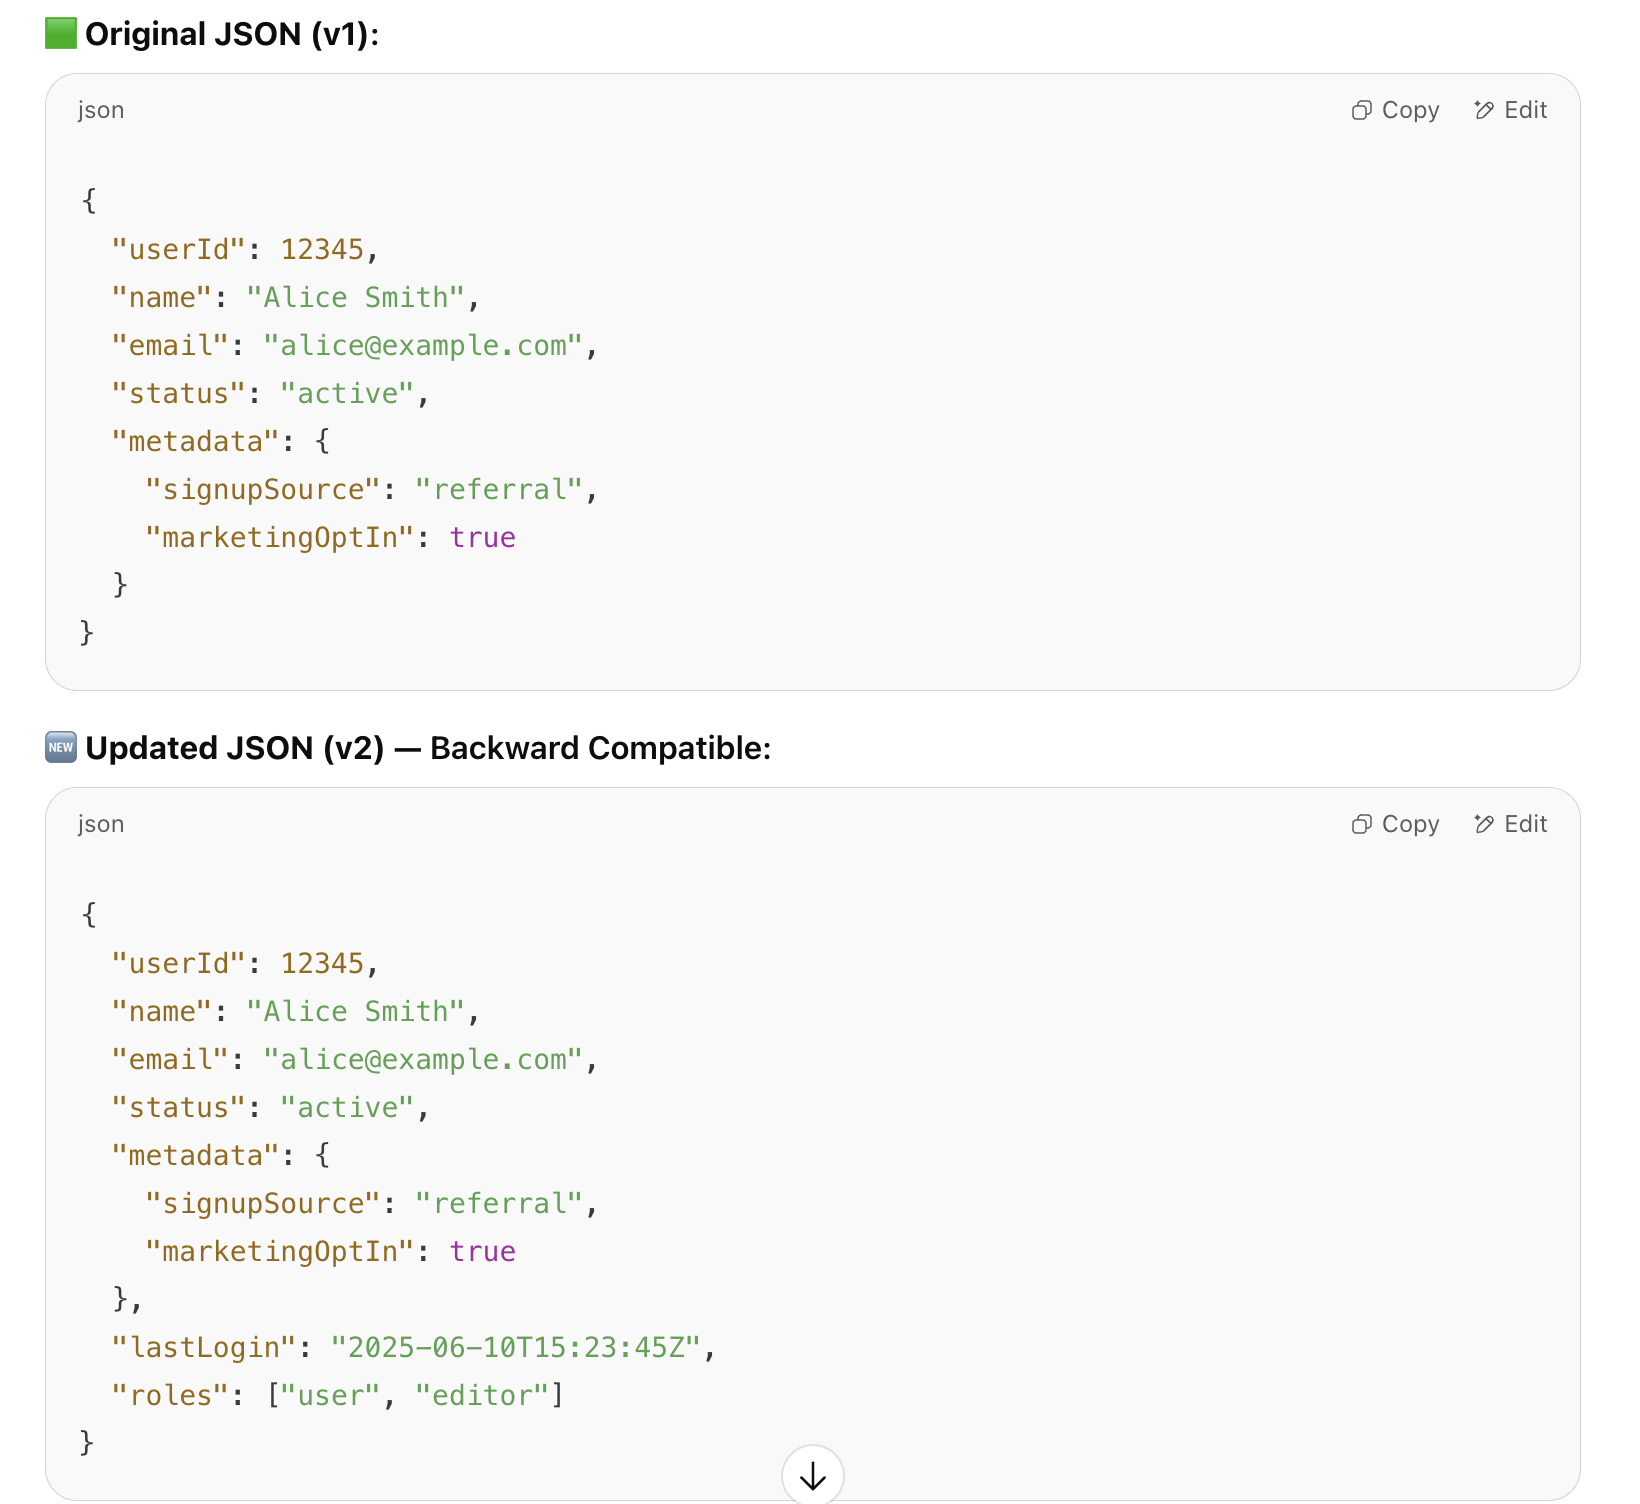 Original JSON (v1):
json
Copy
Edit
{
"userId": 12345,
"name": "Alice Smith",
"email": "alice@example.com",
"status": "active",
"metadata": {
"signupSource": "referral",
"marketingOptIn": true
}
}
NEW Updated JSON (v2) — Backward Compatible:
json
Copy
Edit
{
"userId": 12345,
"name": "Alice Smith",
"email": "alice@example.com",
"status": "active",
"metadata": {
"signupSource": "referral",
"marketingOptIn": true
},
"lastLogin": "2025-06-10T15:23:45Z",
"roles": ["user", "editor"]
}